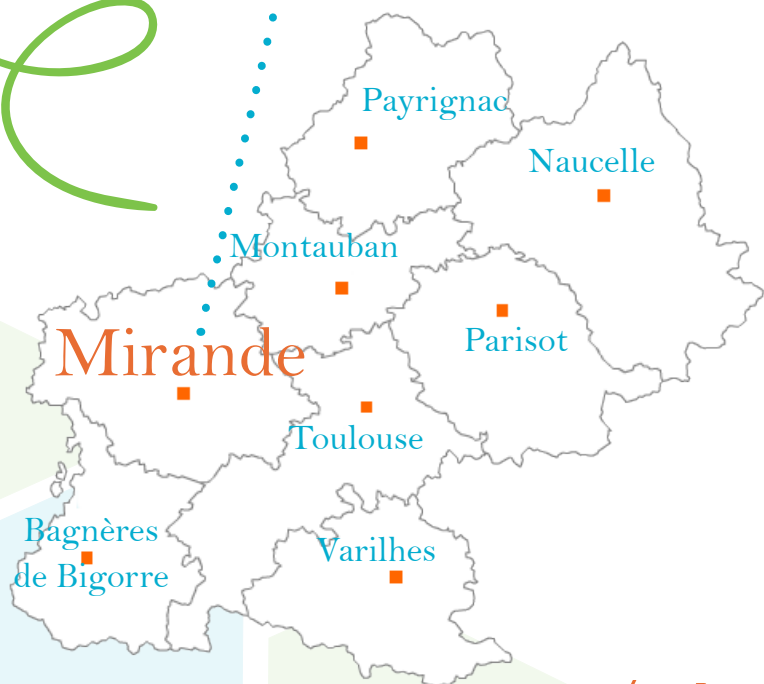 Payrignac
Naucelle
Montauban
Mirande
Parisot
Toulouse
Bagnères
de Bigorre
Varilhes